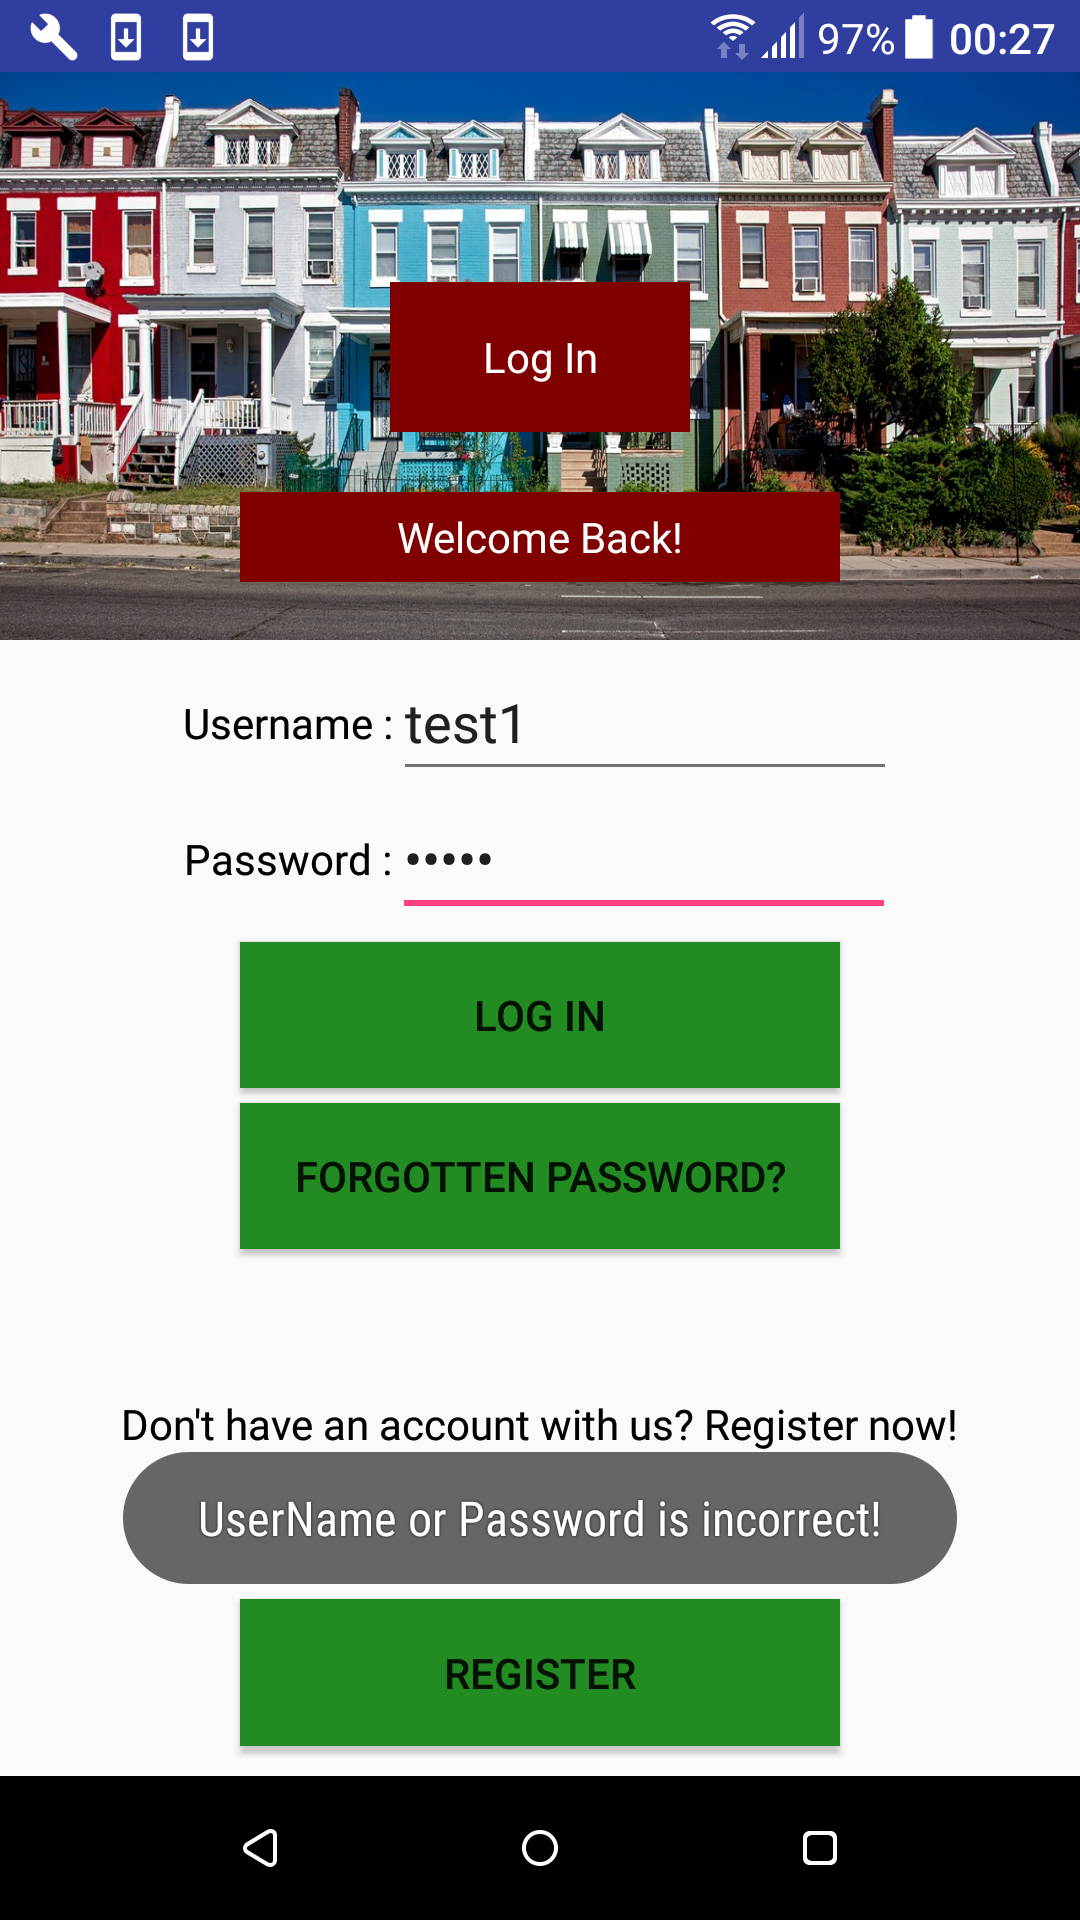 97% 00:27
Log In
Welcome Back!
Username : test1
Password : •••••
LOG IN
FORGOTTEN PASSWORD?
Don't have an account with us? Register now!
UserName or Password is incorrect!
REGISTER